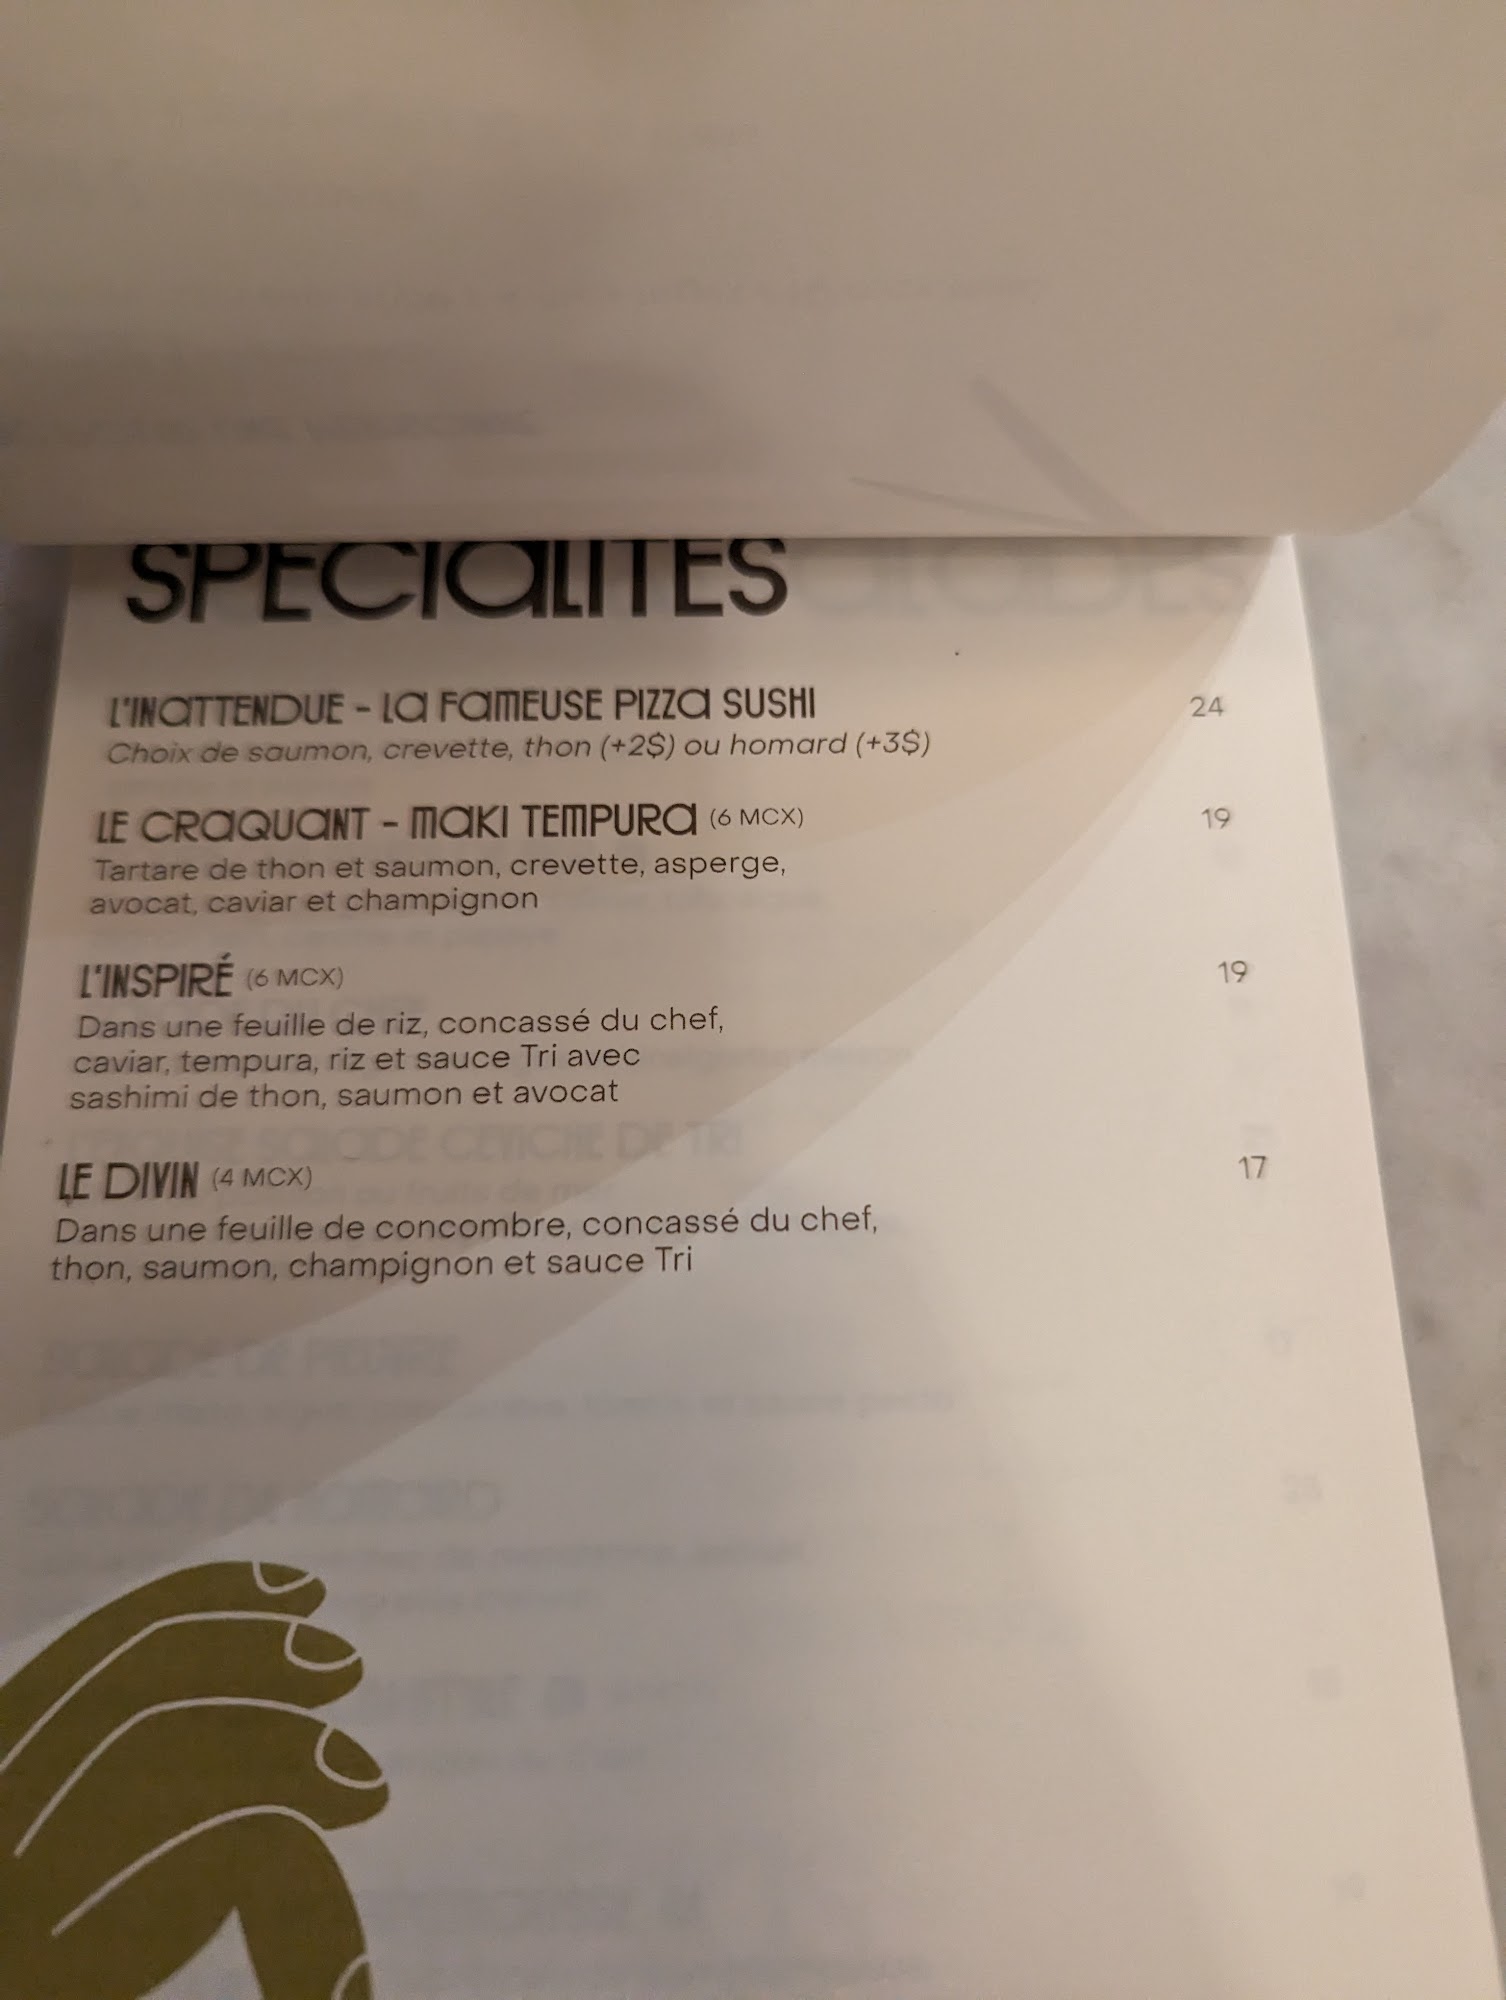 SPÉCIALITÉS
L'INATTENDUE - LA FAMEUSE PIZZA SUSHI 24
Choix de saumon, crevette, thon (+2$) ou homard (+3$)
LE CRAQUANT - MAKI TEMPURA (6 MCX) 19
Tartare de thon et saumon, crevette, asperge,
avocat, caviar et champignon
L'INSPIRÉ (6 MCX) 19
Dans une feuille de riz, concassé du chef,
caviar, tempura, riz et sauce Tri avec
sashimi de thon, saumon et avocat
LE DIVIN (4 MCX) 17
Dans une feuille de concombre, concassé du chef,
thon, saumon, champignon et sauce Tri